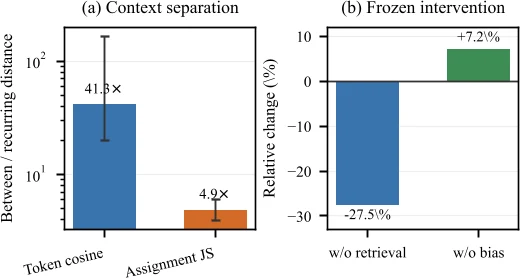 (a) Context separation
Between / recurring distance
10²
10¹
41.3×
4.9×
Token cosine
Assignment JS
(b) Frozen intervention
Relative change (\%)
10
0
−10
−20
−30
+7.2\%
-27.5\%
w/o retrieval
w/o bias